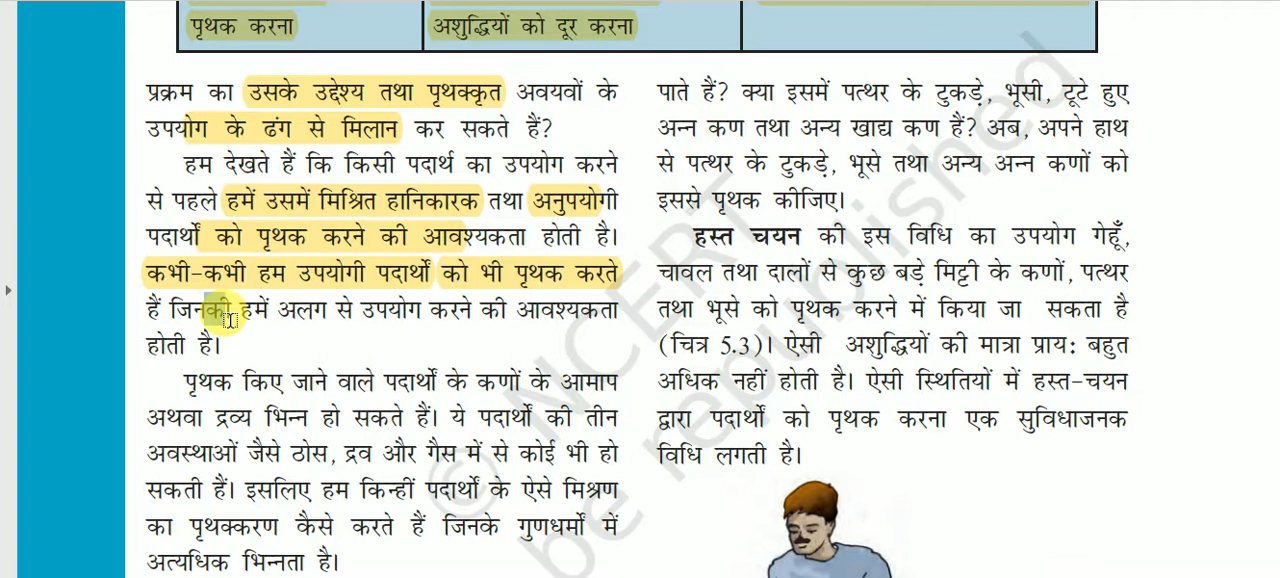 पृथक करना
अशुद्धियों को दूर करना
प्रक्रम का उसके उद्देश्य तथा पृथक्कृत अवयवों के
उपयोग के ढंग से मिलान कर सकते हैं?
हम देखते हैं कि किसी पदार्थ का उपयोग करने
से पहले हमें उसमें मिश्रित हानिकारक तथा अनुपयोगी
पदार्थों को पृथक करने की आवश्यकता होती है।
कभी-कभी हम उपयोगी पदार्थों को भी पृथक करते
हैं जिनकी हमें अलग से उपयोग करने की आवश्यकता
होती है।
पृथक किए जाने वाले पदार्थों के कणों के आमाप
अथवा द्रव्य भिन्न हो सकते हैं। ये पदार्थों की तीन
अवस्थाओं जैसे ठोस, द्रव और गैस में से कोई भी हो
सकती हैं। इसलिए हम किन्हीं पदार्थों के ऐसे मिश्रण
का पृथक्करण कैसे करते हैं जिनके गुणधर्मों में
अत्यधिक भिन्नता है।
पाते हैं? क्या इसमें पत्थर के टुकड़े, भूसी, टूटे हुए
अन्न कण तथा अन्य खाद्य कण हैं? अब, अपने हाथ
से पत्थर के टुकड़े, भूसे तथा अन्य अन्न कणों को
इससे पृथक कीजिए।
हस्त चयन की इस विधि का उपयोग गेहूँ,
चावल तथा दालों से कुछ बड़े मिट्टी के कणों, पत्थर
तथा भूसे को पृथक करने में किया जा सकता है
(चित्र 5.3)। ऐसी अशुद्धियों की मात्रा प्राय: बहुत
अधिक नहीं होती है। ऐसी स्थितियों में हस्त-चयन
द्वारा पदार्थों को पृथक करना एक सुविधाजनक
विधि लगती है।
© NCERT
be republished